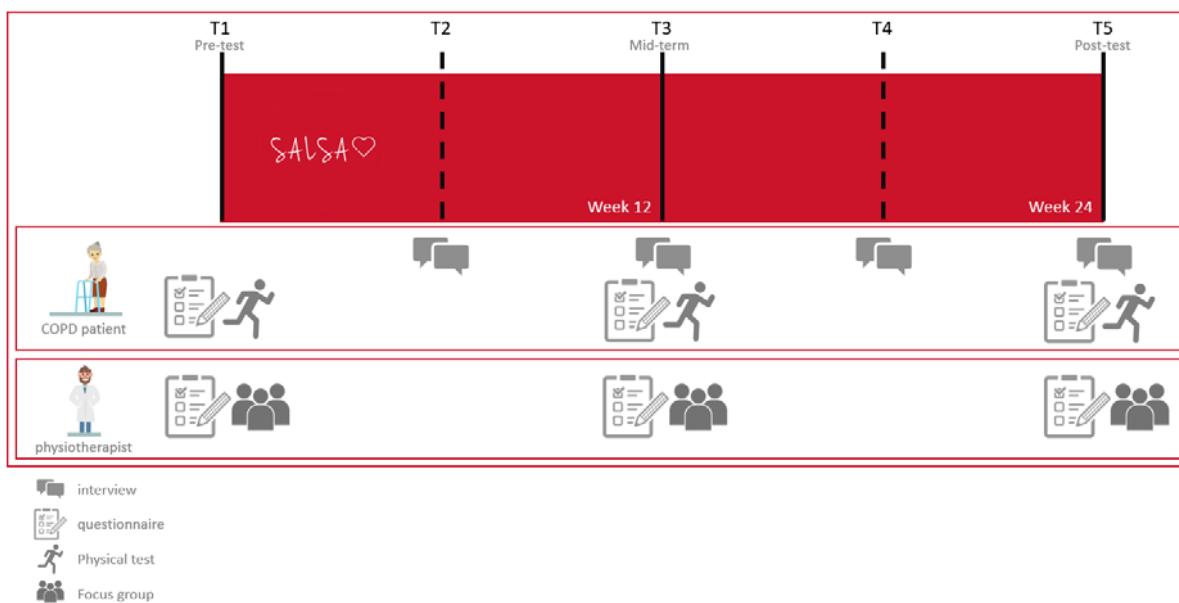 T1 T2 T3 T4 T5
Pre-test Mid-term Post-test
SALSA
Week 12 Week 24
COPD patient
physiotherapist
interview
questionnaire
Physical test
Focus group